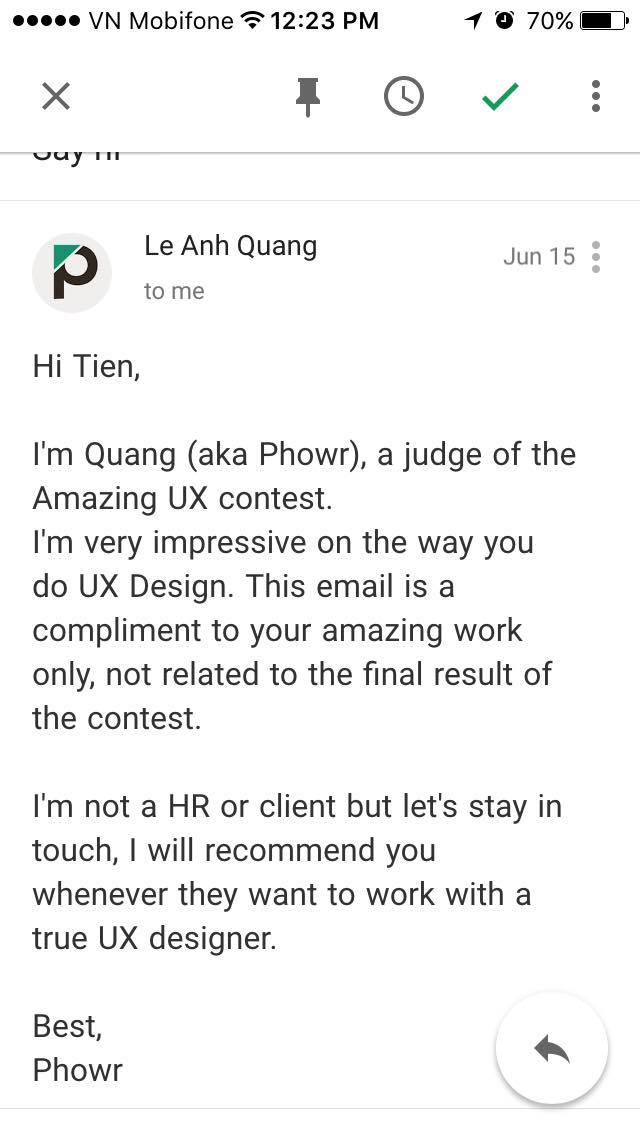 VN Mobifone 12:23 PM 70%
Say hi
Le Anh Quang
Jun 15
to me
Hi Tien,
I'm Quang (aka Phowr), a judge of the
Amazing UX contest.
I'm very impressive on the way you
do UX Design. This email is a
compliment to your amazing work
only, not related to the final result of
the contest.
I'm not a HR or client but let's stay in
touch, I will recommend you
whenever they want to work with a
true UX designer.
Best,
Phowr